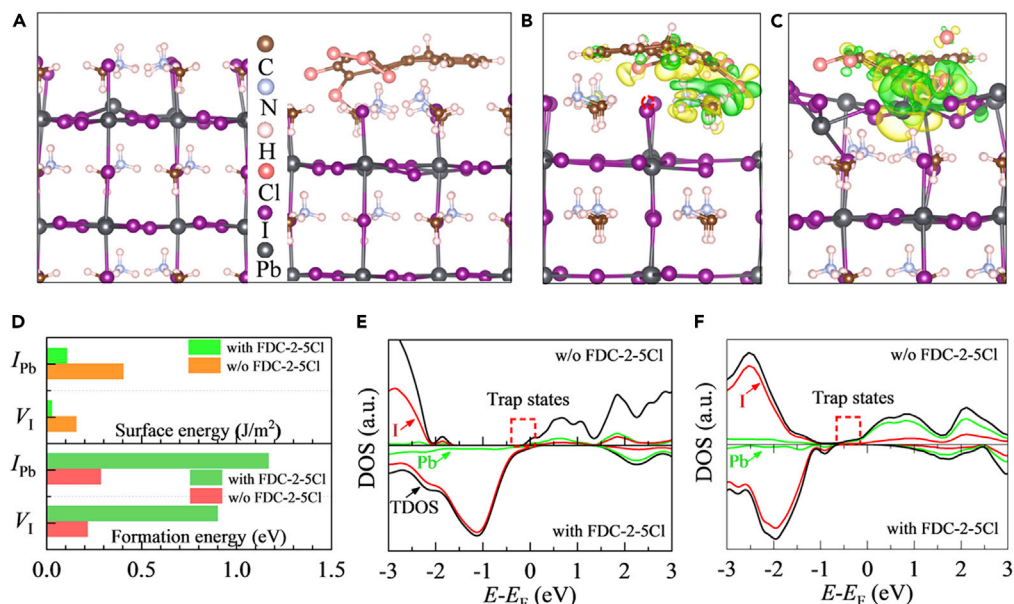 A
B
C
C
N
H
Cl
I
Pb
D
with FDC-2-5Cl
w/o FDC-2-5Cl
I_Pb
V_I
Surface energy (J/m²)
I_Pb
with FDC-2-5Cl
w/o FDC-2-5Cl
V_I
Formation energy (eV)
0.0 0.5 1.0 1.5
E
w/o FDC-2-5Cl
Trap states
I
Pb
TDOS
with FDC-2-5Cl
DOS (a.u.)
-3 -2 -1 0 1 2 3
E-E_F (eV)
F
w/o FDC-2-5Cl
Trap states
I
Pb
with FDC-2-5Cl
DOS (a.u.)
-3 -2 -1 0 1 2 3
E-E_F (eV)